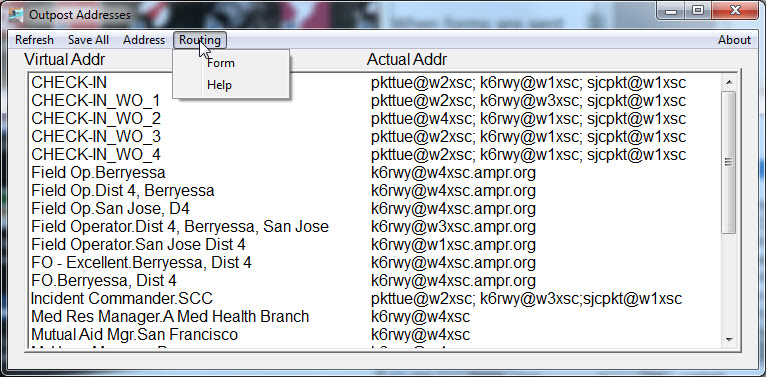 When forms are sent
Outpost Addresses
Refresh Save All Address Routing About
Form
Help
Virtual Addr Actual Addr
CHECK-IN pkttue@w2xsc; k6rwy@w1xsc; sjcpkt@w1xsc
CHECK-IN_WO_1 pkttue@w2xsc; k6rwy@w3xsc; sjcpkt@w1xsc
CHECK-IN_WO_2 pkttue@w4xsc; k6rwy@w1xsc; sjcpkt@w1xsc
CHECK-IN_WO_3 pkttue@w2xsc; k6rwy@w1xsc; sjcpkt@w1xsc
CHECK-IN_WO_4 pkttue@w2xsc; k6rwy@w1xsc; sjcpkt@w1xsc
Field Op.Berryessa k6rwy@w4xsc.ampr.org
Field Op.Dist 4, Berryessa k6rwy@w4xsc.ampr.org
Field Op.San Jose, D4 k6rwy@w4xsc.ampr.org
Field Operator.Dist 4, Berryessa, San Jose k6rwy@w3xsc.ampr.org
Field Operator.San Jose Dist 4 k6rwy@w1xsc.ampr.org
FO - Excellent.Berryessa, Dist 4 k6rwy@w4xsc.ampr.org
FO.Berryessa, Dist 4 k6rwy@w4xsc.ampr.org
Incident Commander.SCC pkttue@w2xsc; k6rwy@w3xsc;sjcpkt@w1xsc
Med Res Manager.A Med Health Branch k6rwy@w4xsc
Mutual Aid Mgr.San Francisco k6rwy@w4xsc